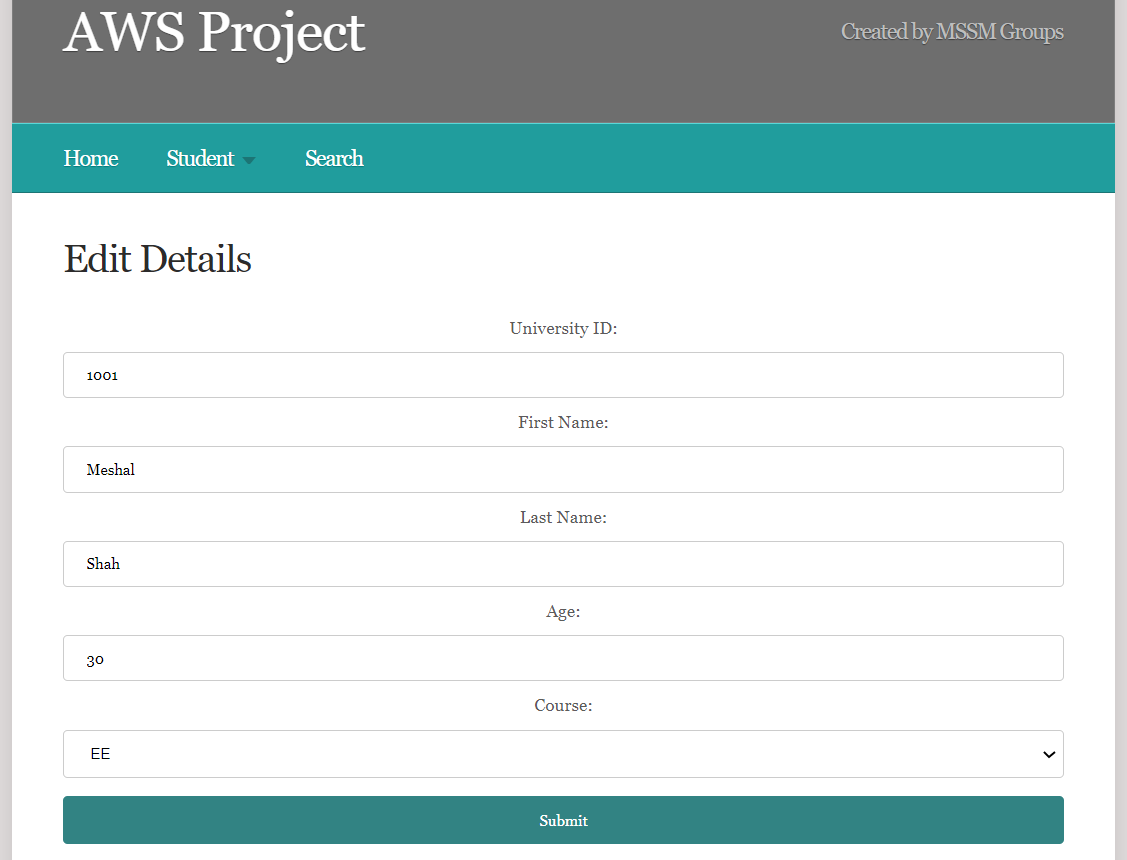 AWS Project
Created by MSSM Groups
Home Student Search
Edit Details
University ID:
1001
First Name:
Meshal
Last Name:
Shah
Age:
30
Course:
EE
Submit